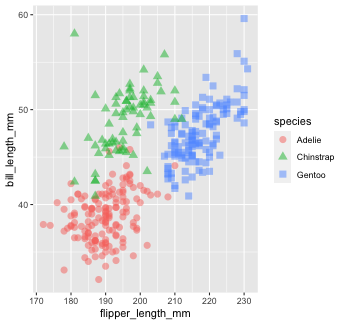 60
50
40
bill_length_mm
170
180
190
200
210
220
230
flipper_length_mm
species
Adelie
Chinstrap
Gentoo